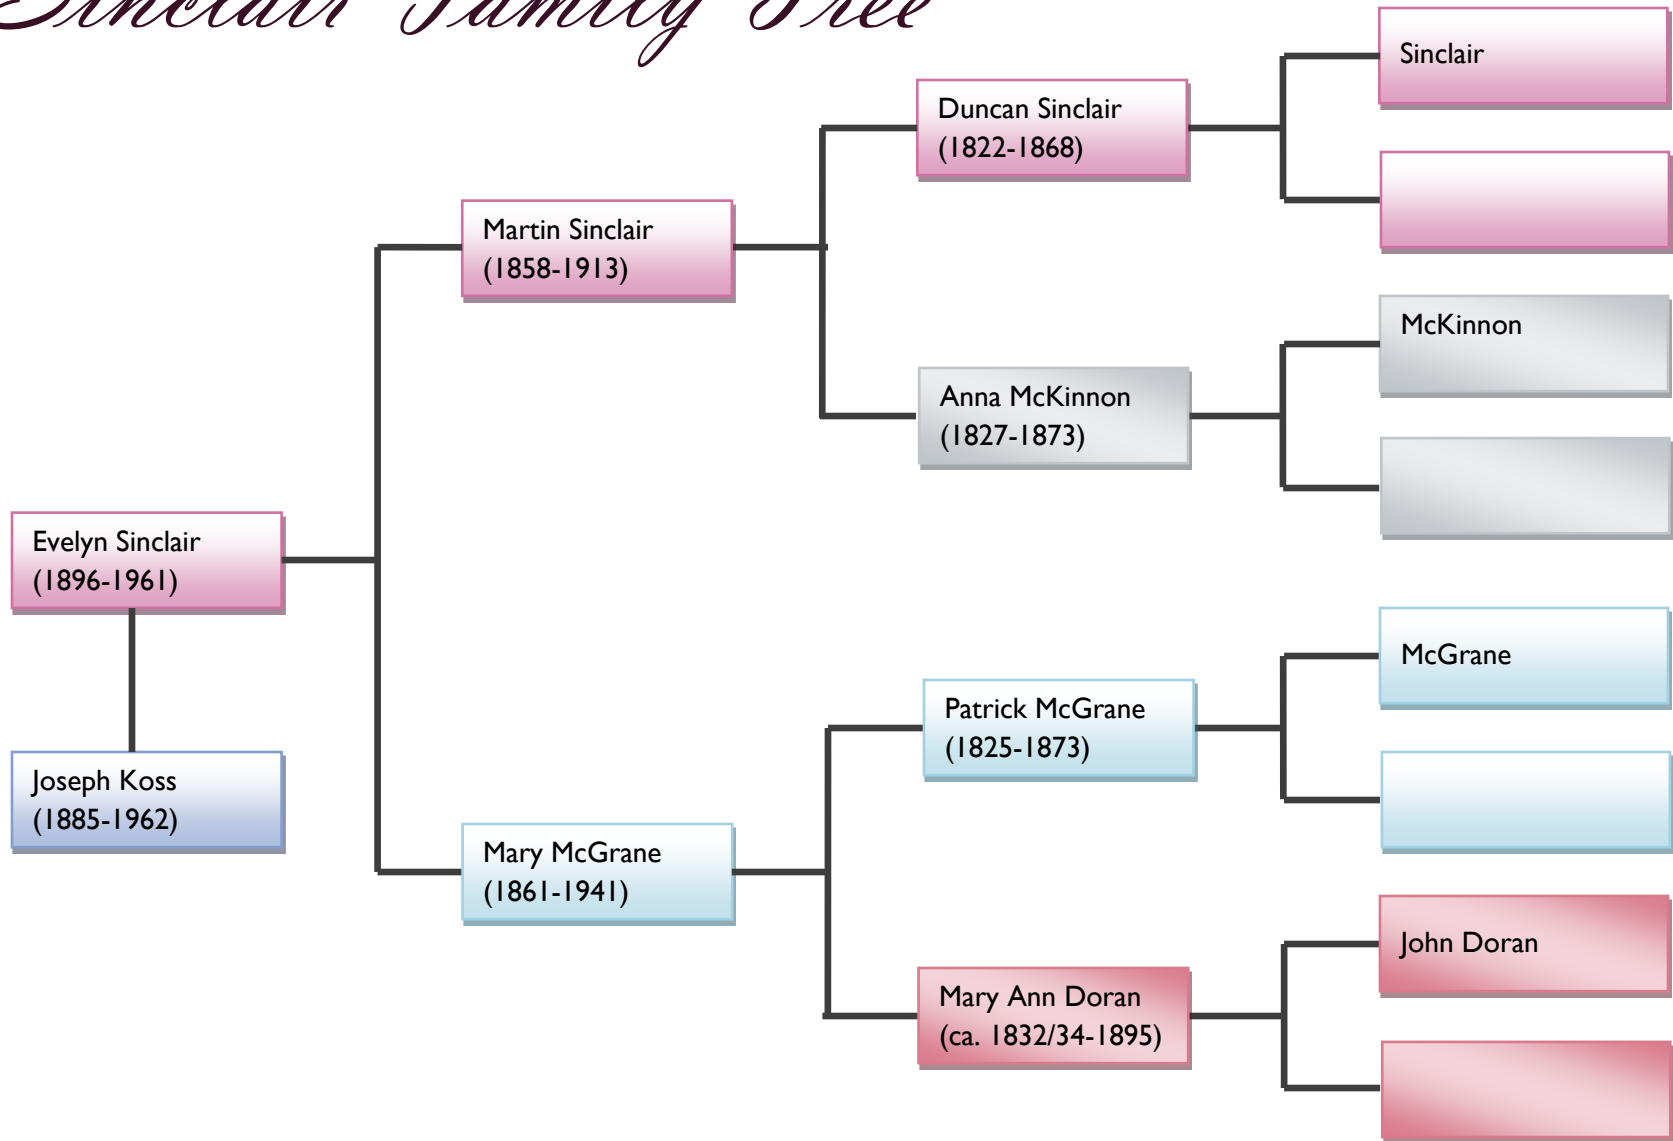 Sinclair Family Tree
Sinclair
Duncan Sinclair
(1822-1868)
Martin Sinclair
(1858-1913)
McKinnon
Anna McKinnon
(1827-1873)
Evelyn Sinclair
(1896-1961)
McGrane
Patrick McGrane
(1825-1873)
Joseph Koss
(1885-1962)
Mary McGrane
(1861-1941)
John Doran
Mary Ann Doran
(ca. 1832/34-1895)